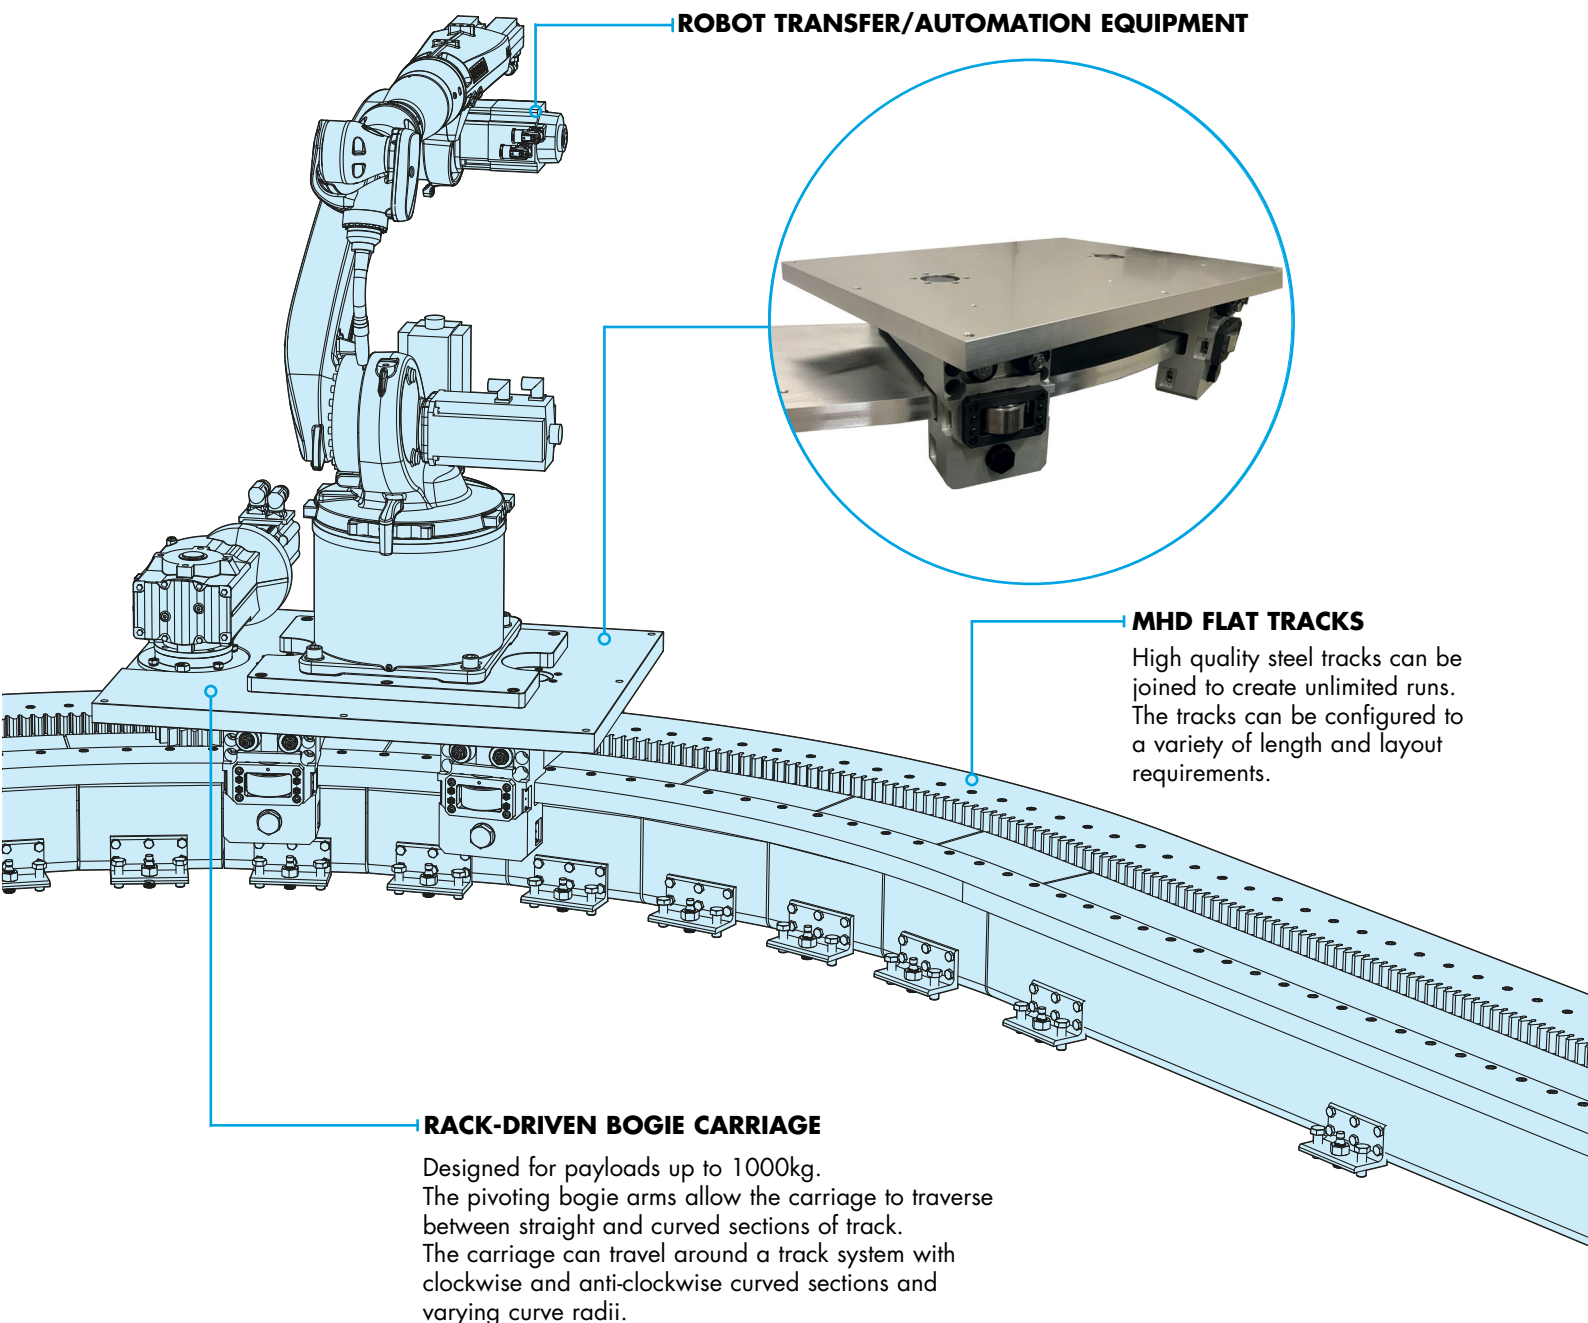 ROBOT TRANSFER/AUTOMATION EQUIPMENT
MHD FLAT TRACKS
High quality steel tracks can be
joined to create unlimited runs.
The tracks can be configured to
a variety of length and layout
requirements.
RACK-DRIVEN BOGIE CARRIAGE
Designed for payloads up to 1000kg.
The pivoting bogie arms allow the carriage to traverse
between straight and curved sections of track.
The carriage can travel around a track system with
clockwise and anti-clockwise curved sections and
varying curve radii.